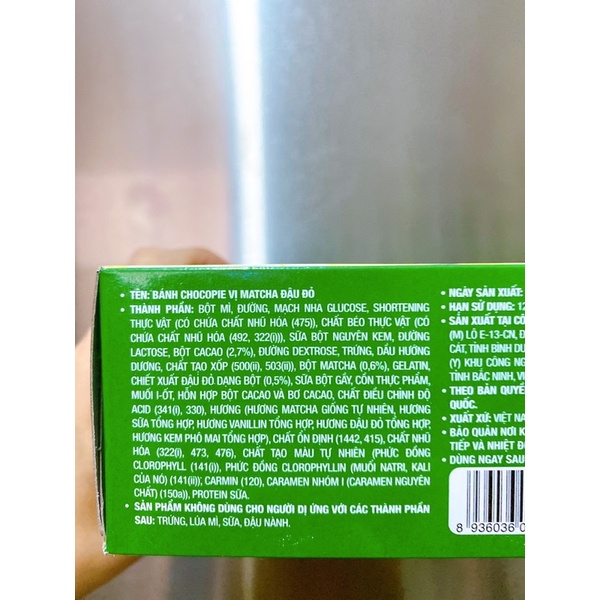 • TÊN: BÁNH CHOCOPIE VỊ MATCHA ĐẬU ĐỎ
• THÀNH PHẦN: BỘT MÌ, ĐƯỜNG, MẠCH NHA GLUCOSE, SHORTENING
THỰC VẬT (CÓ CHỨA CHẤT NHŨ HÓA (475)), CHẤT BÉO THỰC VẬT (CÓ
CHỨA CHẤT NHŨ HÓA (492, 322(i))), SỮA BỘT NGUYÊN KEM, ĐƯỜNG
LACTOSE, BỘT CACAO (2,7%), ĐƯỜNG DEXTROSE, TRỨNG, DẦU HƯỚNG
DƯƠNG, CHẤT TẠO XỐP (500(ii), 503(ii)), BỘT MATCHA (0,6%), GELATIN,
CHIẾT XUẤT ĐẬU ĐỎ DẠNG BỘT (0,5%), SỮA BỘT GẦY, CỒN THỰC PHẨM,
MUỐI I-ỐT, HỖN HỢP BỘT CACAO VÀ BƠ CACAO, CHẤT ĐIỀU CHỈNH ĐỘ
ACID (341(i), 330), HƯƠNG (HƯƠNG MATCHA GIỐNG TỰ NHIÊN, HƯƠNG
SỮA TỔNG HỢP, HƯƠNG VANILLIN TỔNG HỢP, HƯƠNG ĐẬU ĐỎ TỔNG HỢP,
HƯƠNG KEM PHÔ MAI TỔNG HỢP), CHẤT ỔN ĐỊNH (1442, 415), CHẤT NHŨ
HÓA (322(i), 473, 476), CHẤT TẠO MÀU TỰ NHIÊN (PHỨC ĐỒNG
CLOROPHYLL (141(i)), PHỨC ĐỒNG CLOROPHYLLIN (MUỐI NATRI, KALI
CỦA NÓ) (141(ii)); CARMIN (120), CARAMEN NHÓM I (CARAMEN NGUYÊN
CHẤT) (150a)), PROTEIN SỮA.
• SẢN PHẨM KHÔNG DÙNG CHO NGƯỜI DỊ ỨNG VỚI CÁC THÀNH PHẦN
SAU: TRỨNG, LÚA MÌ, SỮA, ĐẬU NÀNH.
• NGÀY SẢN XUẤT:
• HẠN SỬ DỤNG: 12
• SẢN XUẤT TẠI CÔ
(M) LÔ E-13-CN, Đ
CÁT, TỈNH BÌNH DƯ
(Y) KHU CÔNG NG
TỈNH BẮC NINH, V
• THEO BẢN QUYỀ
QUỐC.
• XUẤT XỨ: VIỆT NA
• BẢO QUẢN NƠI K
TIẾP VÀ NHIỆT Đ
• DÙNG NGAY SAU
8 936036 0